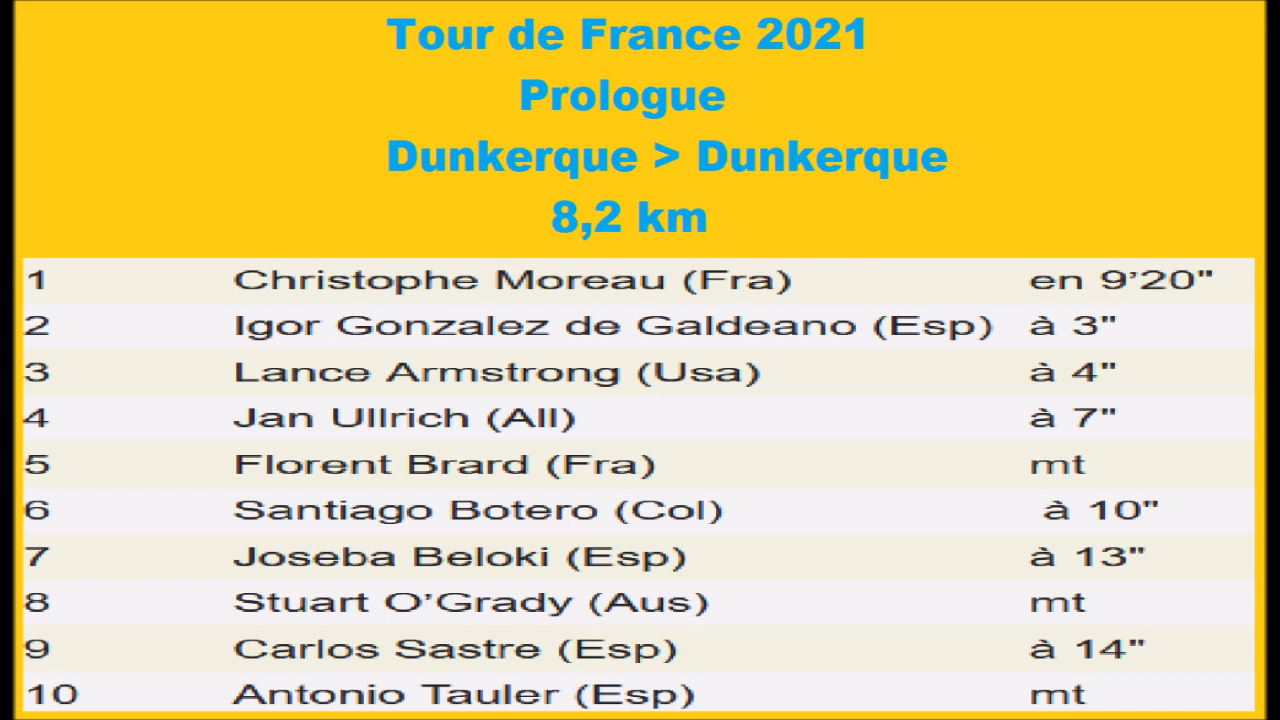 Tour de France 2021
Prologue
Dunkerque > Dunkerque
8,2 km
1 Christophe Moreau (Fra) en 9’20"
2 Igor Gonzalez de Galdeano (Esp) à 3"
3 Lance Armstrong (Usa) à 4"
4 Jan Ullrich (All) à 7"
5 Florent Brard (Fra) mt
6 Santiago Botero (Col) à 10"
7 Joseba Beloki (Esp) à 13"
8 Stuart O’Grady (Aus) mt
9 Carlos Sastre (Esp) à 14"
10 Antonio Tauler (Esp) mt